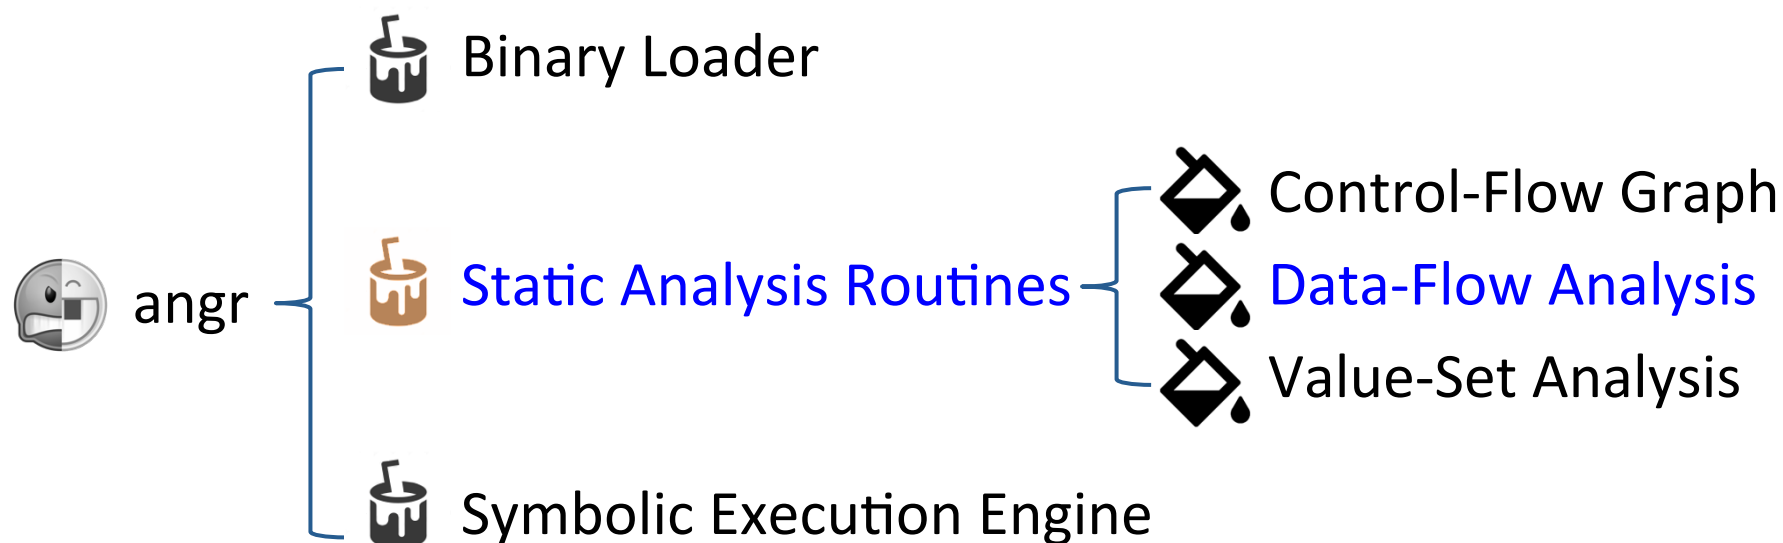 Binary Loader
Control-Flow Graph
angr
Static Analysis Routines
Data-Flow Analysis
Value-Set Analysis
Symbolic Execution Engine